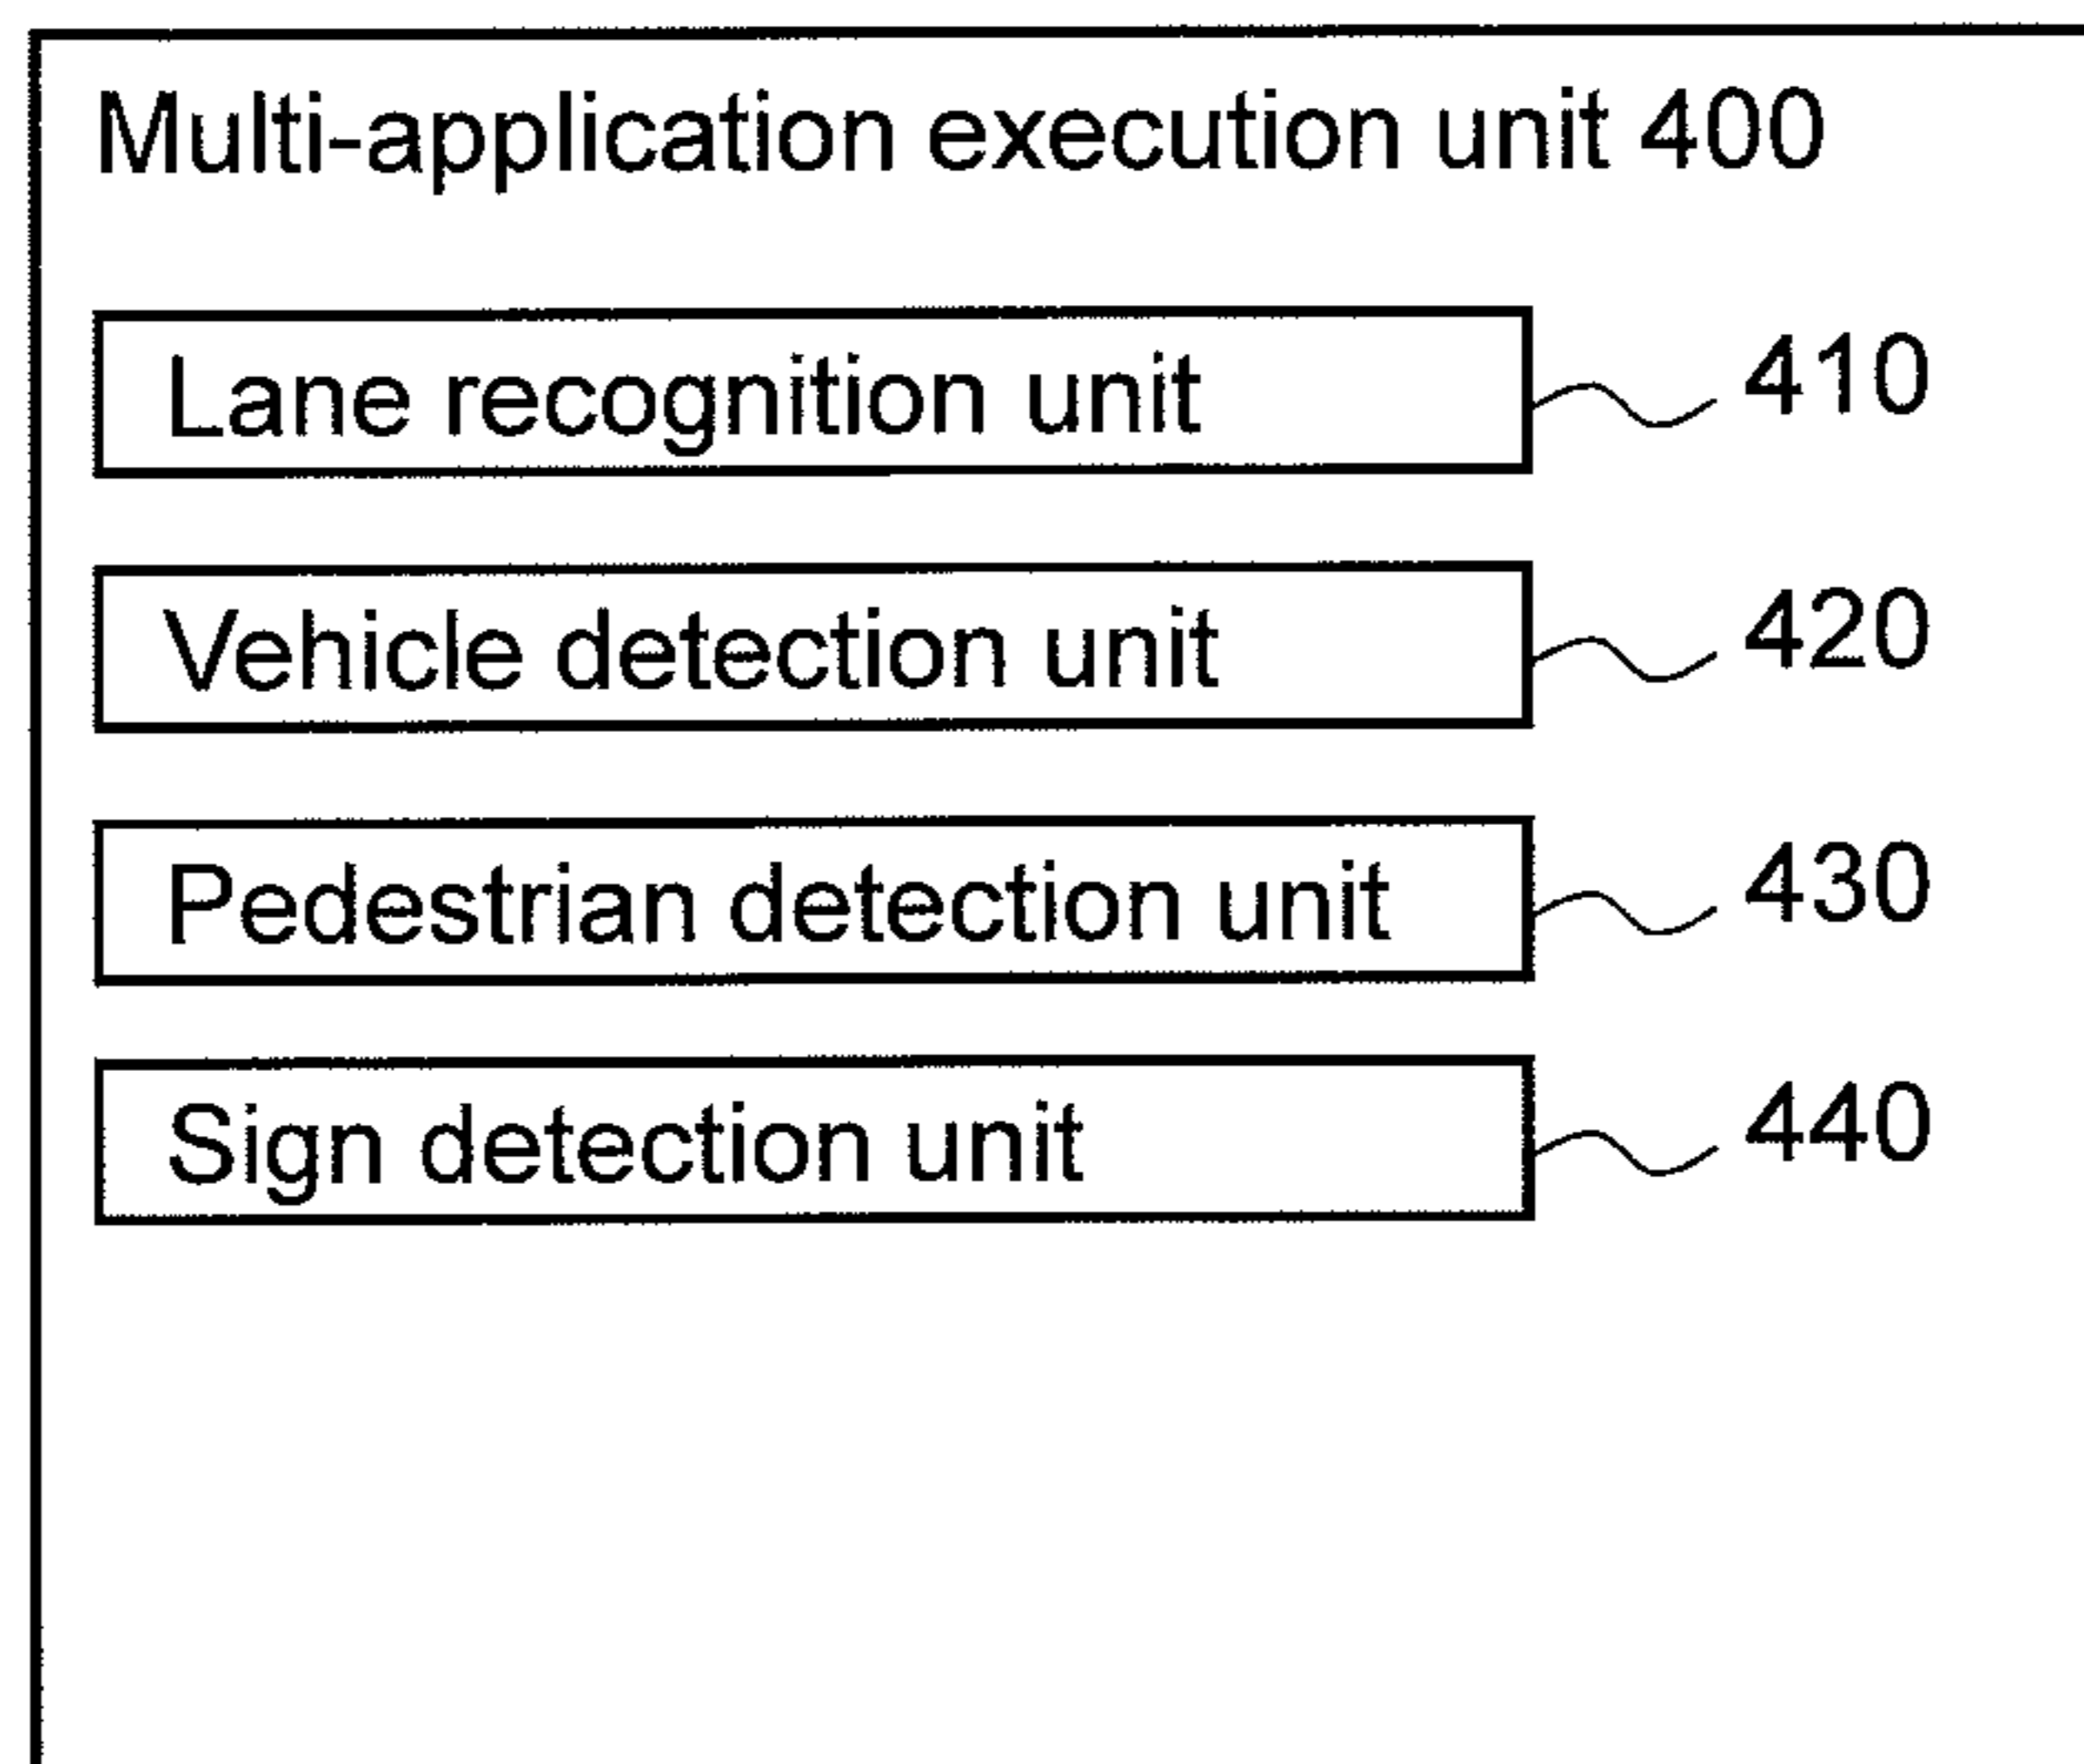 Multi-application execution unit 400
Lane recognition unit 410
Vehicle detection unit 420
Pedestrian detection unit 430
Sign detection unit 440